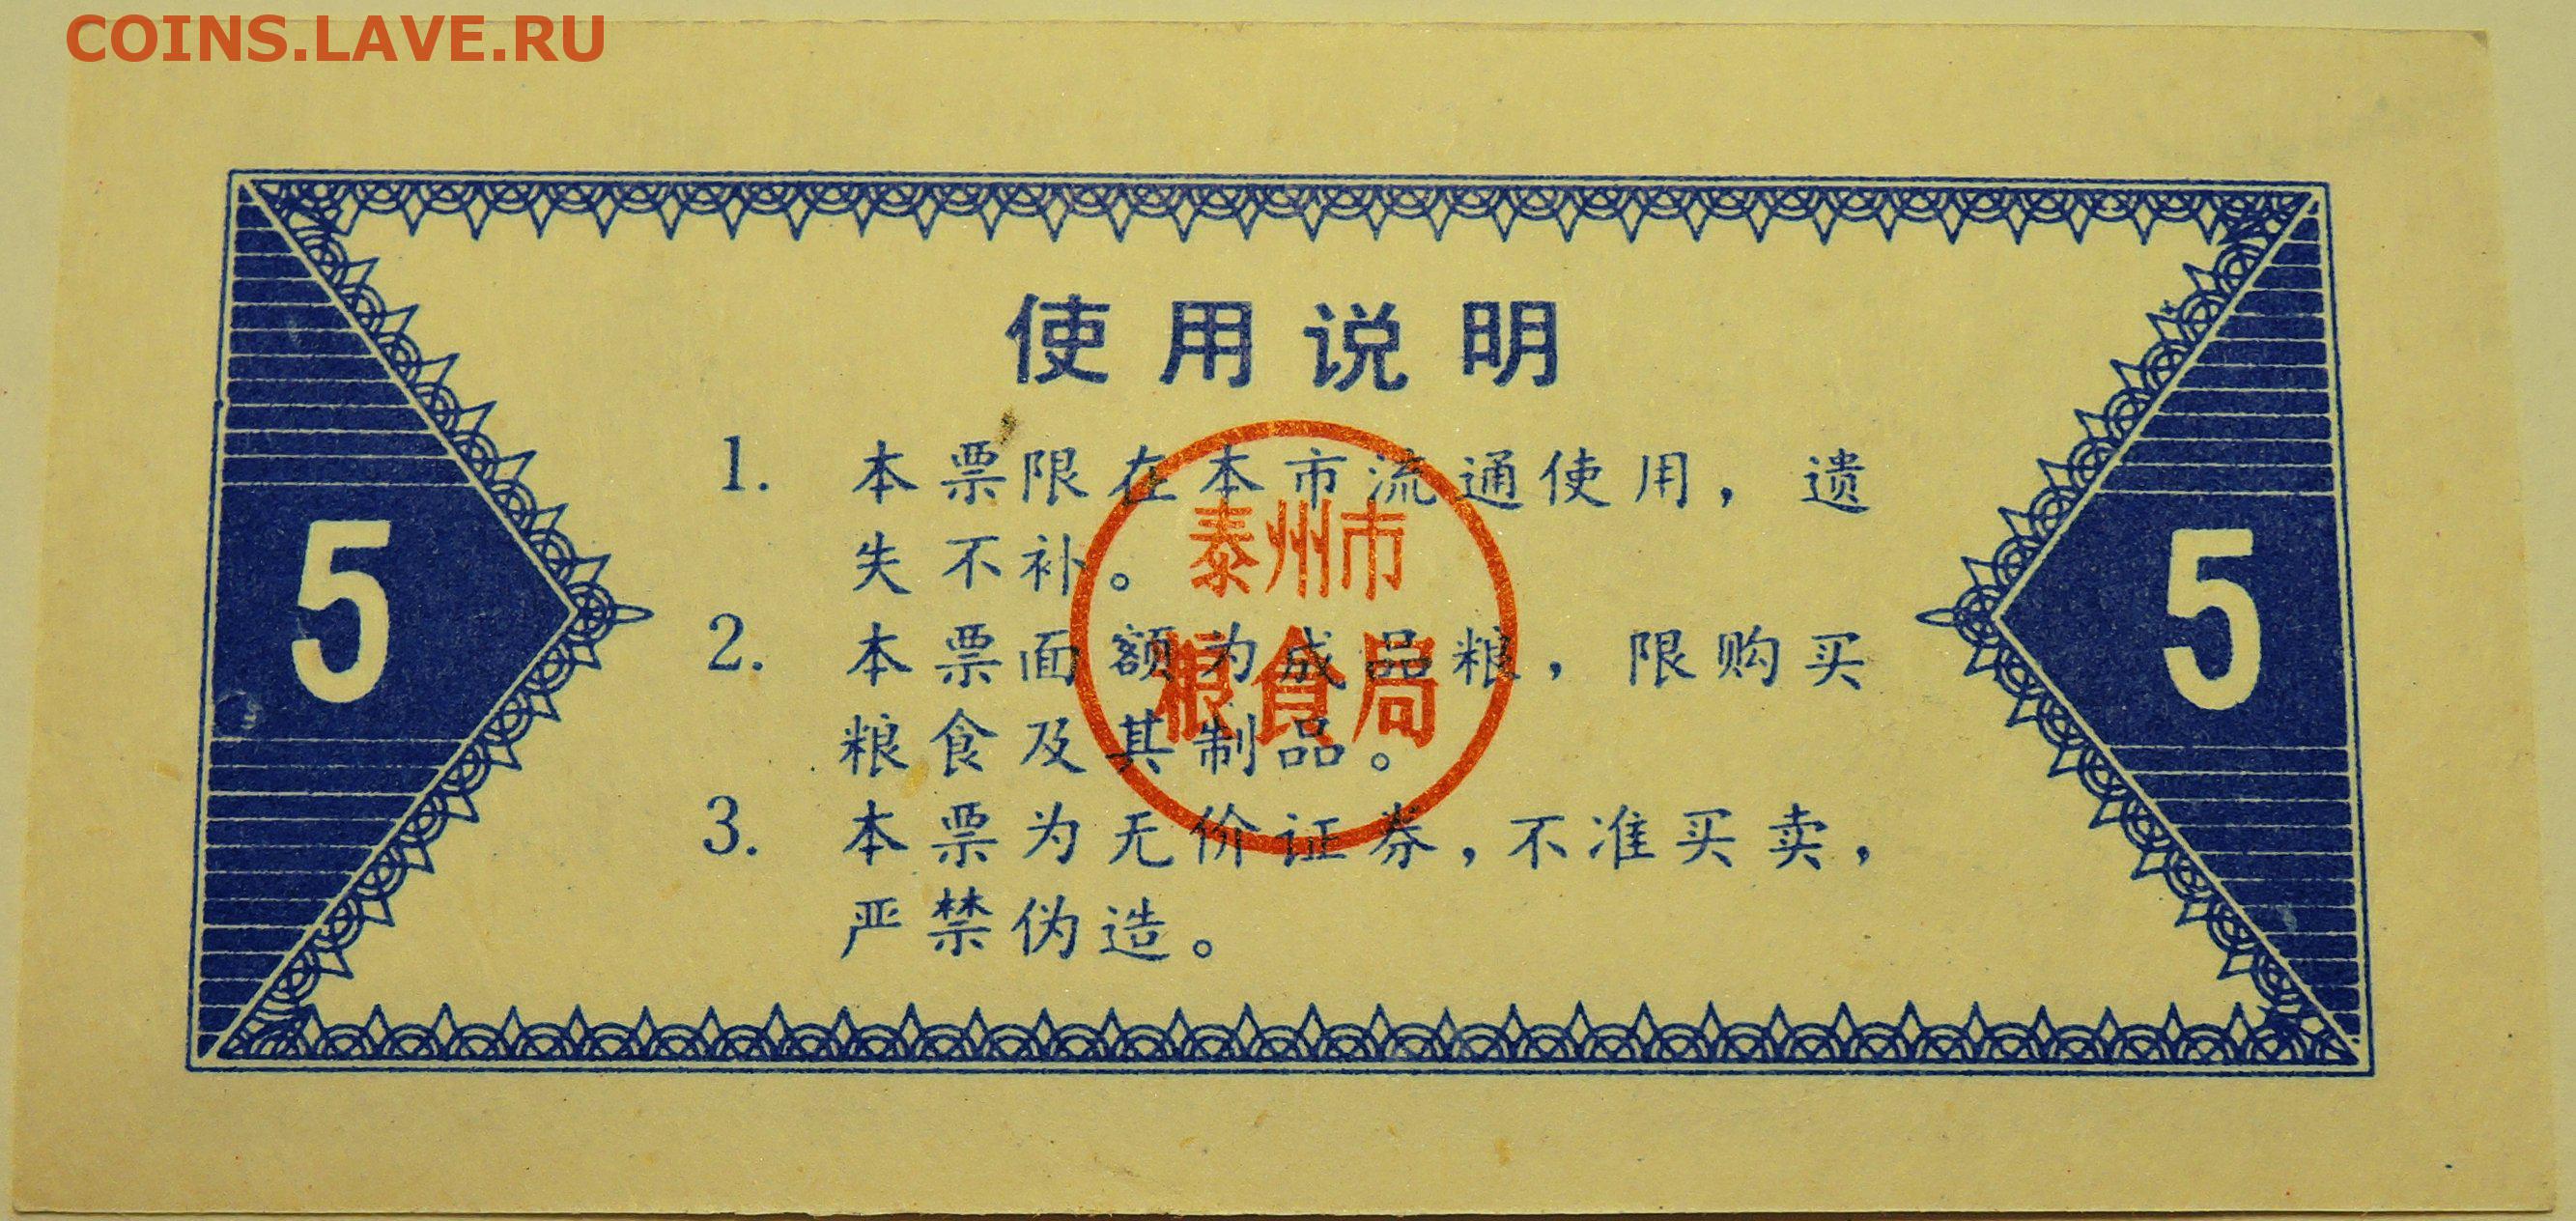 COINS.LAVE.RU
使用说明
1. 本票限在本市流通使用，遗
失不补。
2. 本票面额为成品粮，限购买
粮食及其制品。
3. 本票为无价证券，不准买卖，
严禁伪造。
泰州市
粮食局
5
5